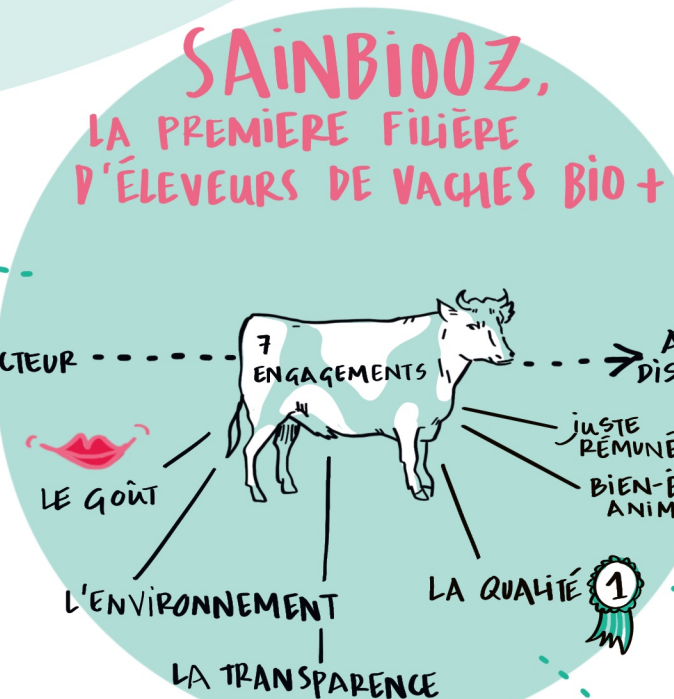 SAINBIOOZ,
LA PREMIERE FILIÈRE
D'ÉLEVEURS DE VACHES BIO +
7
ENGAGEMENTS
JUSTE
BIEN-
LE GOÛT
L'ENVIRONNEMENT
LA QUALITÉ
1
LA TRANSPARENCE